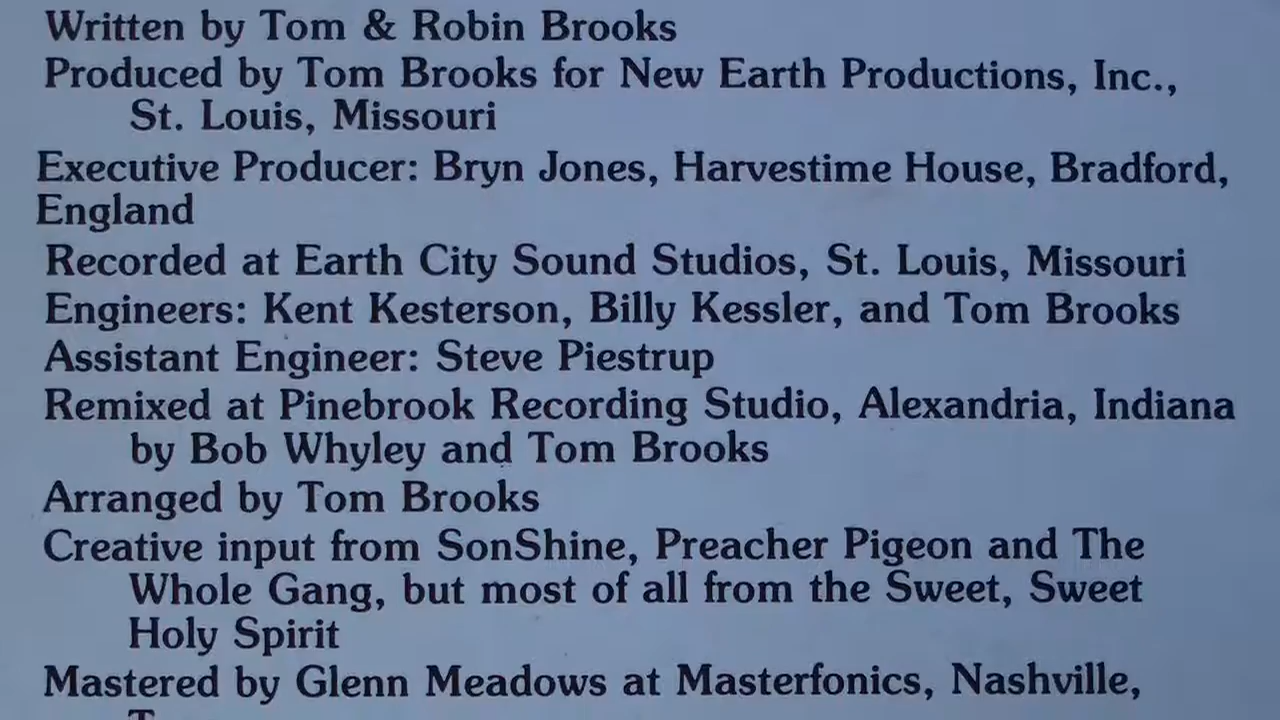 Written by Tom & Robin Brooks
Produced by Tom Brooks for New Earth Productions, Inc.,
St. Louis, Missouri
Executive Producer: Bryn Jones, Harvestime House, Bradford,
England
Recorded at Earth City Sound Studios, St. Louis, Missouri
Engineers: Kent Kesterson, Billy Kessler, and Tom Brooks
Assistant Engineer: Steve Piestrup
Remixed at Pinebrook Recording Studio, Alexandria, Indiana
by Bob Whyley and Tom Brooks
Arranged by Tom Brooks
Creative input from SonShine, Preacher Pigeon and The
Whole Gang, but most of all from the Sweet, Sweet
Holy Spirit
Mastered by Glenn Meadows at Masterfonics, Nashville,